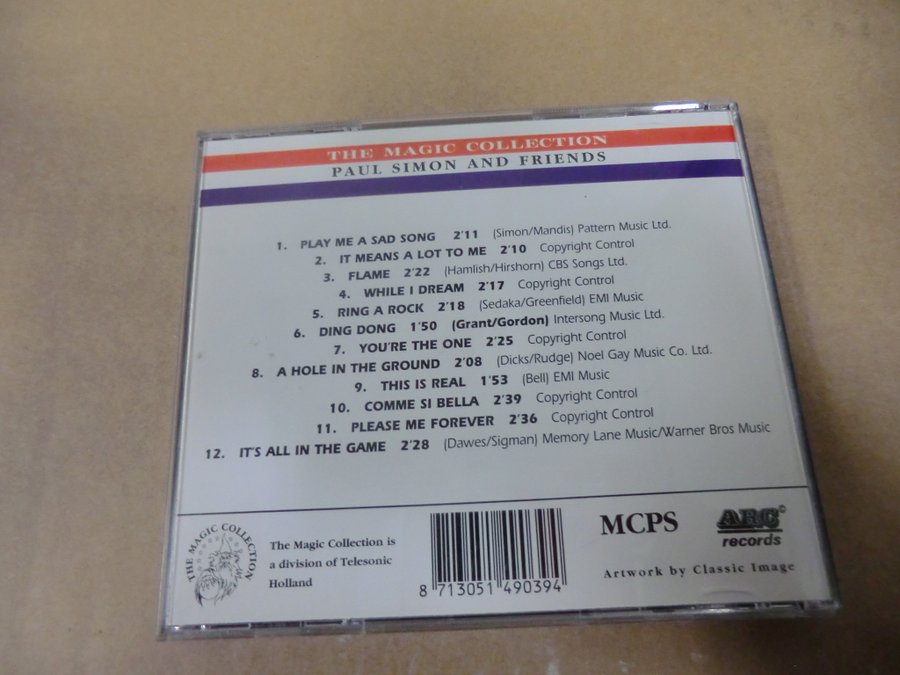 THE MAGIC COLLECTION
PAUL SIMON AND FRIENDS
1. PLAY ME A SAD SONG 2'11 (Simon/Mandis) Pattern Music Ltd.
2. IT MEANS A LOT TO ME 2'10 Copyright Control
3. FLAME 2'22 (Hamlish/Hirshorn) CBS Songs Ltd.
4. WHILE I DREAM 2'17 Copyright Control
5. RING A ROCK 2'18 (Sedaka/Greenfield) EMI Music
6. DING DONG 1'50 (Grant/Gordon) Intersong Music Ltd.
7. YOU'RE THE ONE 2'25 Copyright Control
8. A HOLE IN THE GROUND 2'08 (Dicks/Rudge) Noel Gay Music Co. Ltd.
9. THIS IS REAL 1'53 (Bell) EMI Music
10. COMME SI BELLA 2'39 Copyright Control
11. PLEASE ME FOREVER 2'36 Copyright Control
12. IT'S ALL IN THE GAME 2'28 (Dawes/Sigman) Memory Lane Music/Warner Bros Music
THE MAGIC COLLECTION
The Magic Collection is
a division of Telesonic
Holland
8 713051 490394
MCPS
ARC©
records
Artwork by Classic Image